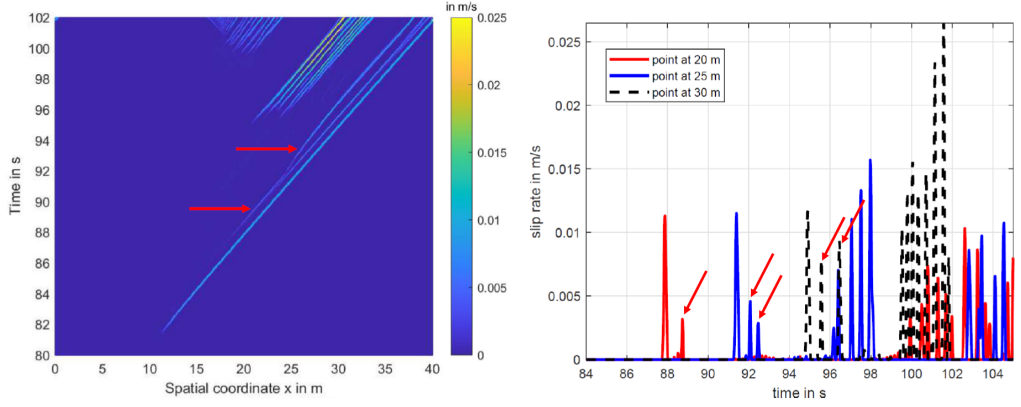 in m/s
102
100
98
96
94
92
90
88
86
84
82
80
Time in s
0 5 10 15 20 25 30 35 40
Spatial coordinate x in m
0.025
0.02
0.015
0.01
0.005
0
0.025
0.02
0.015
0.01
0.005
0
slip rate in m/s
point at 20 m
point at 25 m
point at 30 m
84 86 88 90 92 94 96 98 100 102 104
time in s